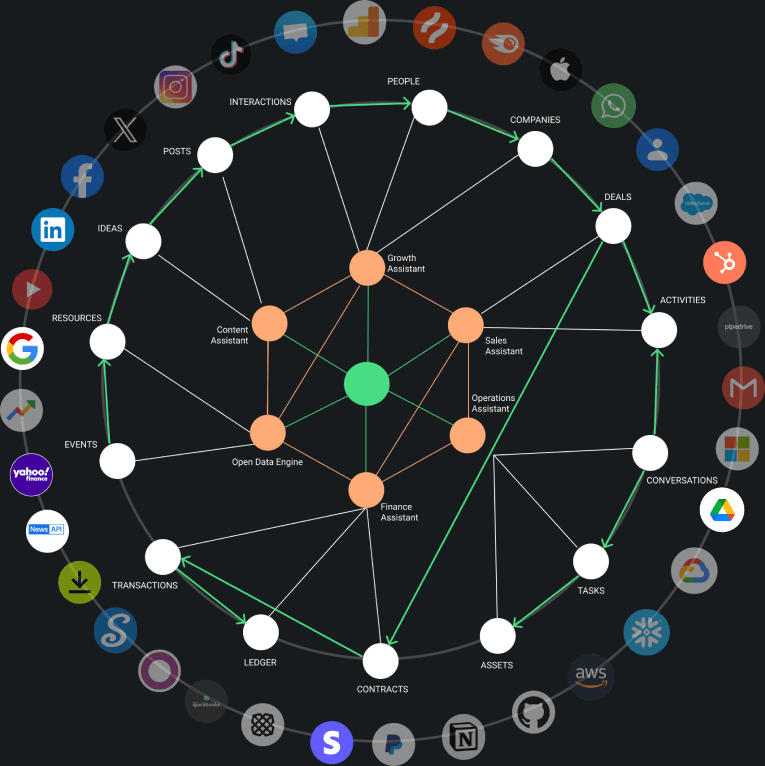 PEOPLE
INTERACTIONS
COMPANIES
POSTS
DEALS
IDEAS
in
Growth
Assistant
salesforce
ACTIVITIES
RESOURCES
pipedrive
Content
Assistant
Sales
Assistant
Operations
Assistant
EVENTS
Open Data Engine
CONVERSATIONS
yahoo!
finance
Finance
Assistant
News API
TRANSACTIONS
TASKS
LEDGER
ASSETS
CONTRACTS
aws
quickbooks
S
N